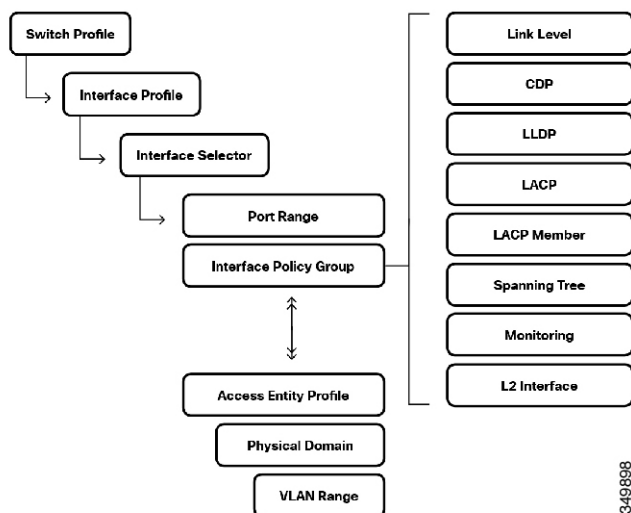 Switch Profile
Interface Profile
Interface Selector
Port Range
Interface Policy Group
Access Entity Profile
Physical Domain
VLAN Range
Link Level
CDP
LLDP
LACP
LACP Member
Spanning Tree
Monitoring
L2 Interface
349898